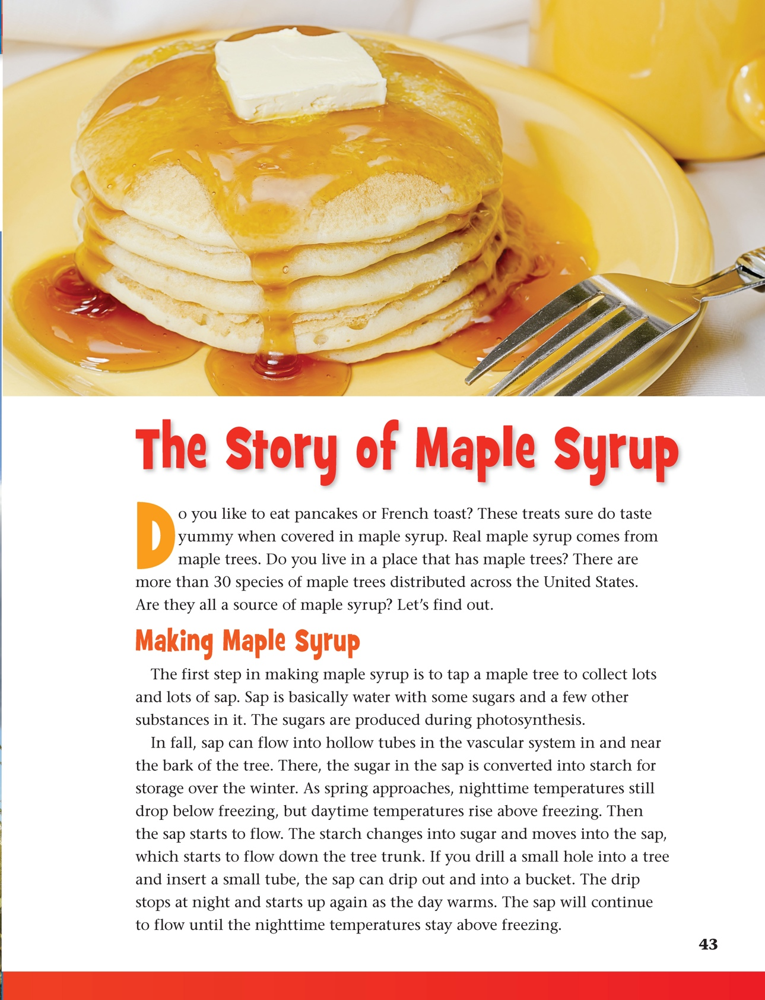 The Story of Maple Syrup
Do you like to eat pancakes or French toast? These treats sure do taste
yummy when covered in maple syrup. Real maple syrup comes from
maple trees. Do you live in a place that has maple trees? There are
more than 30 species of maple trees distributed across the United States.
Are they all a source of maple syrup? Let’s find out.
Making Maple Syrup
The first step in making maple syrup is to tap a maple tree to collect lots
and lots of sap. Sap is basically water with some sugars and a few other
substances in it. The sugars are produced during photosynthesis.
In fall, sap can flow into hollow tubes in the vascular system in and near
the bark of the tree. There, the sugar in the sap is converted into starch for
storage over the winter. As spring approaches, nighttime temperatures still
drop below freezing, but daytime temperatures rise above freezing. Then
the sap starts to flow. The starch changes into sugar and moves into the sap,
which starts to flow down the tree trunk. If you drill a small hole into a tree
and insert a small tube, the sap can drip out and into a bucket. The drip
stops at night and starts up again as the day warms. The sap will continue
to flow until the nighttime temperatures stay above freezing.
43